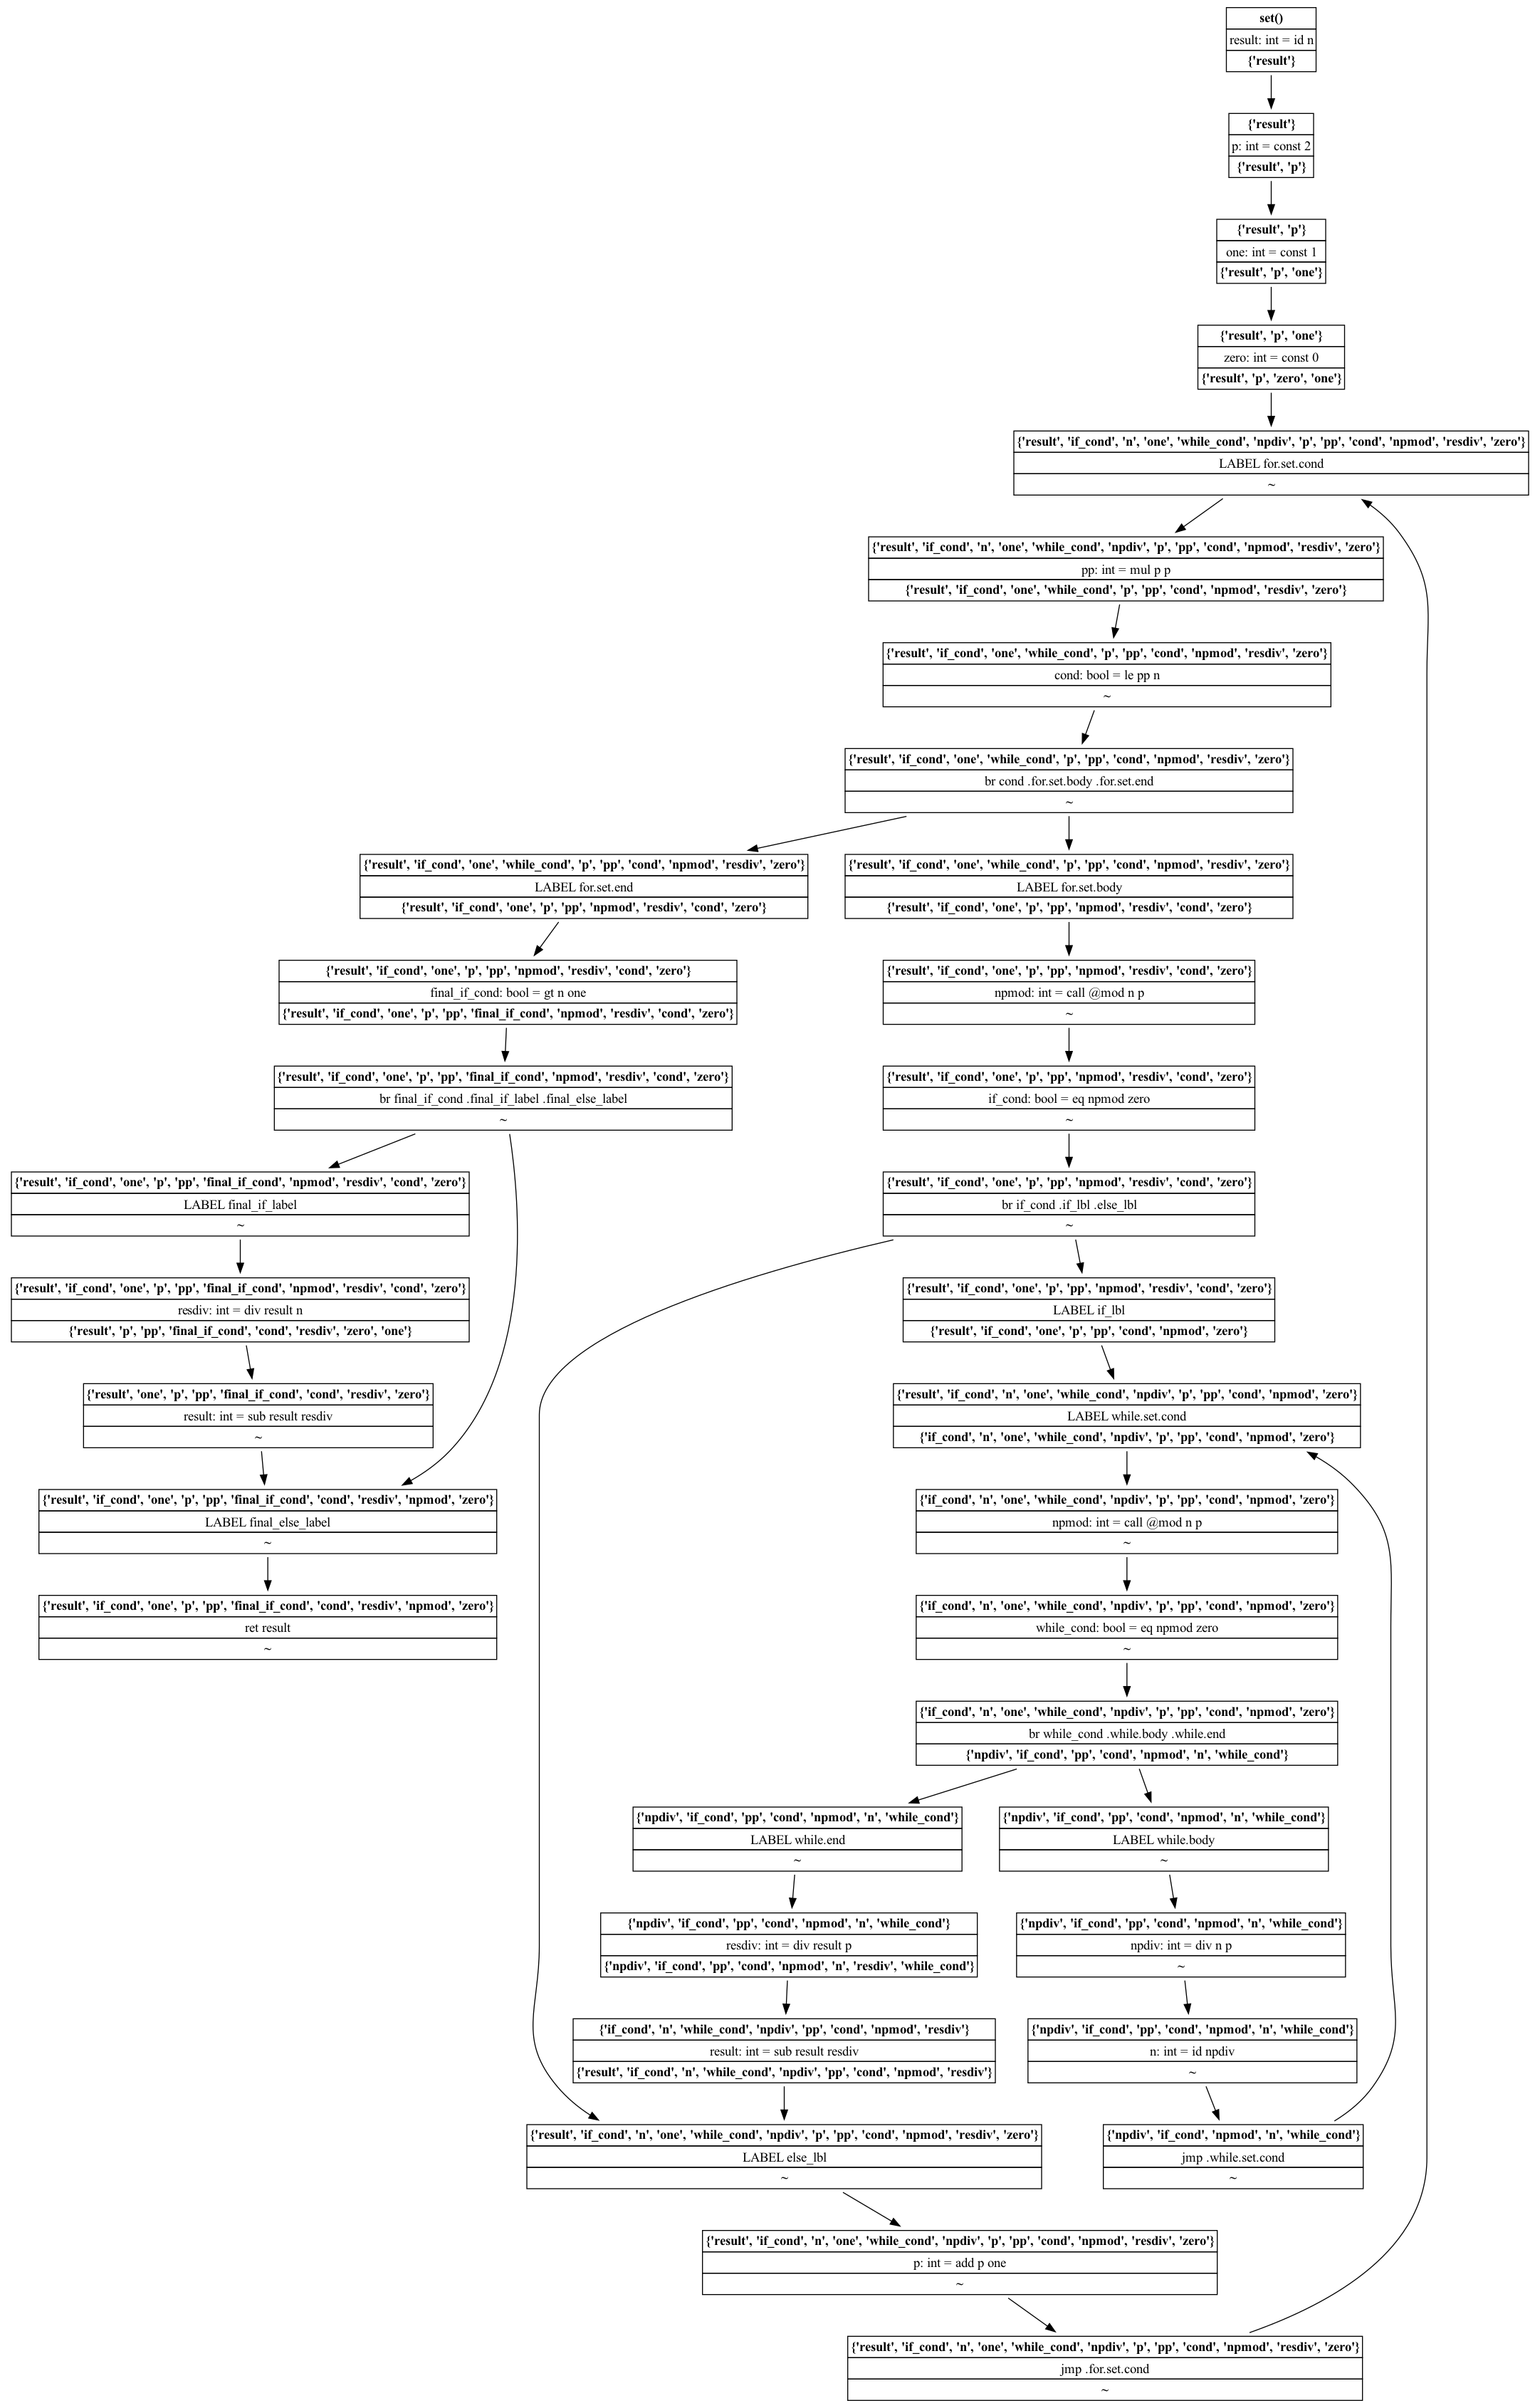 set()
result: int = id n
{'result'}
{'result'}
p: int = const 2
{'result', 'p'}
{'result', 'p'}
one: int = const 1
{'result', 'p', 'one'}
{'result', 'p', 'one'}
zero: int = const 0
{'result', 'p', 'zero', 'one'}
{'result', 'if_cond', 'n', 'one', 'while_cond', 'npdiv', 'p', 'pp', 'cond', 'npmod', 'resdiv', 'zero'}
LABEL for.set.cond
~
{'result', 'if_cond', 'n', 'one', 'while_cond', 'npdiv', 'p', 'pp', 'cond', 'npmod', 'resdiv', 'zero'}
pp: int = mul p p
{'result', 'if_cond', 'one', 'while_cond', 'p', 'pp', 'cond', 'npmod', 'resdiv', 'zero'}
{'result', 'if_cond', 'one', 'while_cond', 'p', 'pp', 'cond', 'npmod', 'resdiv', 'zero'}
cond: bool = le pp n
~
{'result', 'if_cond', 'one', 'while_cond', 'p', 'pp', 'cond', 'npmod', 'resdiv', 'zero'}
br cond .for.set.body .for.set.end
~
{'result', 'if_cond', 'one', 'while_cond', 'p', 'pp', 'cond', 'npmod', 'resdiv', 'zero'}
LABEL for.set.end
{'result', 'if_cond', 'one', 'p', 'pp', 'npmod', 'resdiv', 'cond', 'zero'}
{'result', 'if_cond', 'one', 'while_cond', 'p', 'pp', 'cond', 'npmod', 'resdiv', 'zero'}
LABEL for.set.body
{'result', 'if_cond', 'one', 'p', 'pp', 'npmod', 'resdiv', 'cond', 'zero'}
{'result', 'if_cond', 'one', 'p', 'pp', 'npmod', 'resdiv', 'cond', 'zero'}
final_if_cond: bool = gt n one
{'result', 'if_cond', 'one', 'p', 'pp', 'final_if_cond', 'npmod', 'resdiv', 'cond', 'zero'}
{'result', 'if_cond', 'one', 'p', 'pp', 'npmod', 'resdiv', 'cond', 'zero'}
npmod: int = call @mod n p
~
{'result', 'if_cond', 'one', 'p', 'pp', 'final_if_cond', 'npmod', 'resdiv', 'cond', 'zero'}
br final_if_cond .final_if_label .final_else_label
~
{'result', 'if_cond', 'one', 'p', 'pp', 'npmod', 'resdiv', 'cond', 'zero'}
if_cond: bool = eq npmod zero
~
{'result', 'if_cond', 'one', 'p', 'pp', 'final_if_cond', 'npmod', 'resdiv', 'cond', 'zero'}
LABEL final_if_label
~
{'result', 'if_cond', 'one', 'p', 'pp', 'npmod', 'resdiv', 'cond', 'zero'}
br if_cond .if_lbl .else_lbl
~
{'result', 'if_cond', 'one', 'p', 'pp', 'final_if_cond', 'npmod', 'resdiv', 'cond', 'zero'}
resdiv: int = div result n
{'result', 'p', 'pp', 'final_if_cond', 'cond', 'resdiv', 'zero', 'one'}
{'result', 'if_cond', 'one', 'p', 'pp', 'npmod', 'resdiv', 'cond', 'zero'}
LABEL if_lbl
{'result', 'if_cond', 'one', 'p', 'pp', 'cond', 'npmod', 'zero'}
{'result', 'one', 'p', 'pp', 'final_if_cond', 'cond', 'resdiv', 'zero'}
result: int = sub result resdiv
~
{'result', 'if_cond', 'n', 'one', 'while_cond', 'npdiv', 'p', 'pp', 'cond', 'npmod', 'zero'}
LABEL while.set.cond
{'if_cond', 'n', 'one', 'while_cond', 'npdiv', 'p', 'pp', 'cond', 'npmod', 'zero'}
{'result', 'if_cond', 'one', 'p', 'pp', 'final_if_cond', 'cond', 'resdiv', 'npmod', 'zero'}
LABEL final_else_label
~
{'if_cond', 'n', 'one', 'while_cond', 'npdiv', 'p', 'pp', 'cond', 'npmod', 'zero'}
npmod: int = call @mod n p
~
{'result', 'if_cond', 'one', 'p', 'pp', 'final_if_cond', 'cond', 'resdiv', 'npmod', 'zero'}
ret result
~
{'if_cond', 'n', 'one', 'while_cond', 'npdiv', 'p', 'pp', 'cond', 'npmod', 'zero'}
while_cond: bool = eq npmod zero
~
{'if_cond', 'n', 'one', 'while_cond', 'npdiv', 'p', 'pp', 'cond', 'npmod', 'zero'}
br while_cond .while.body .while.end
{'npdiv', 'if_cond', 'pp', 'cond', 'npmod', 'n', 'while_cond'}
{'npdiv', 'if_cond', 'pp', 'cond', 'npmod', 'n', 'while_cond'}
LABEL while.end
~
{'npdiv', 'if_cond', 'pp', 'cond', 'npmod', 'n', 'while_cond'}
LABEL while.body
~
{'npdiv', 'if_cond', 'pp', 'cond', 'npmod', 'n', 'while_cond'}
resdiv: int = div result p
{'npdiv', 'if_cond', 'pp', 'cond', 'npmod', 'n', 'resdiv', 'while_cond'}
{'npdiv', 'if_cond', 'pp', 'cond', 'npmod', 'n', 'while_cond'}
npdiv: int = div n p
~
{'if_cond', 'n', 'while_cond', 'npdiv', 'pp', 'cond', 'npmod', 'resdiv'}
result: int = sub result resdiv
{'result', 'if_cond', 'n', 'while_cond', 'npdiv', 'pp', 'cond', 'npmod', 'resdiv'}
{'npdiv', 'if_cond', 'pp', 'cond', 'npmod', 'n', 'while_cond'}
n: int = id npdiv
~
{'result', 'if_cond', 'n', 'one', 'while_cond', 'npdiv', 'p', 'pp', 'cond', 'npmod', 'resdiv', 'zero'}
LABEL else_lbl
~
{'npdiv', 'if_cond', 'npmod', 'n', 'while_cond'}
jmp .while.set.cond
~
{'result', 'if_cond', 'n', 'one', 'while_cond', 'npdiv', 'p', 'pp', 'cond', 'npmod', 'resdiv', 'zero'}
p: int = add p one
~
{'result', 'if_cond', 'n', 'one', 'while_cond', 'npdiv', 'p', 'pp', 'cond', 'npmod', 'resdiv', 'zero'}
jmp .for.set.cond
~